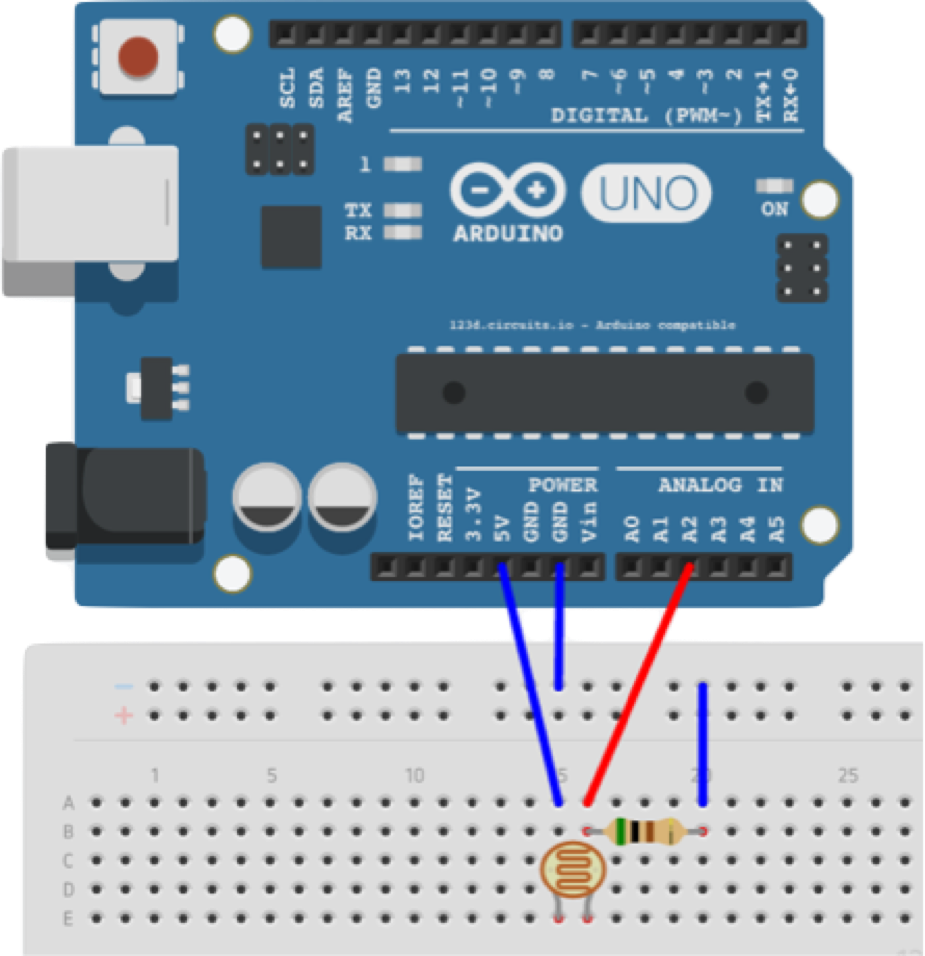 SCL
SDA
AREF
GND
13
12
~11
~10
~9
8
7
~6
~5
4
~3
2
TX→1
RX←0
DIGITAL (PWM~)
1
TX
RX
UNO
ARDUINO
ON
123d.circuits.io - Arduino compatible
POWER
ANALOG IN
IOREF
RESET
3.3V
5V
GND
GND
Vin
A0
A1
A2
A3
A4
A5
−
+
1
5
10
25
A
B
C
D
E